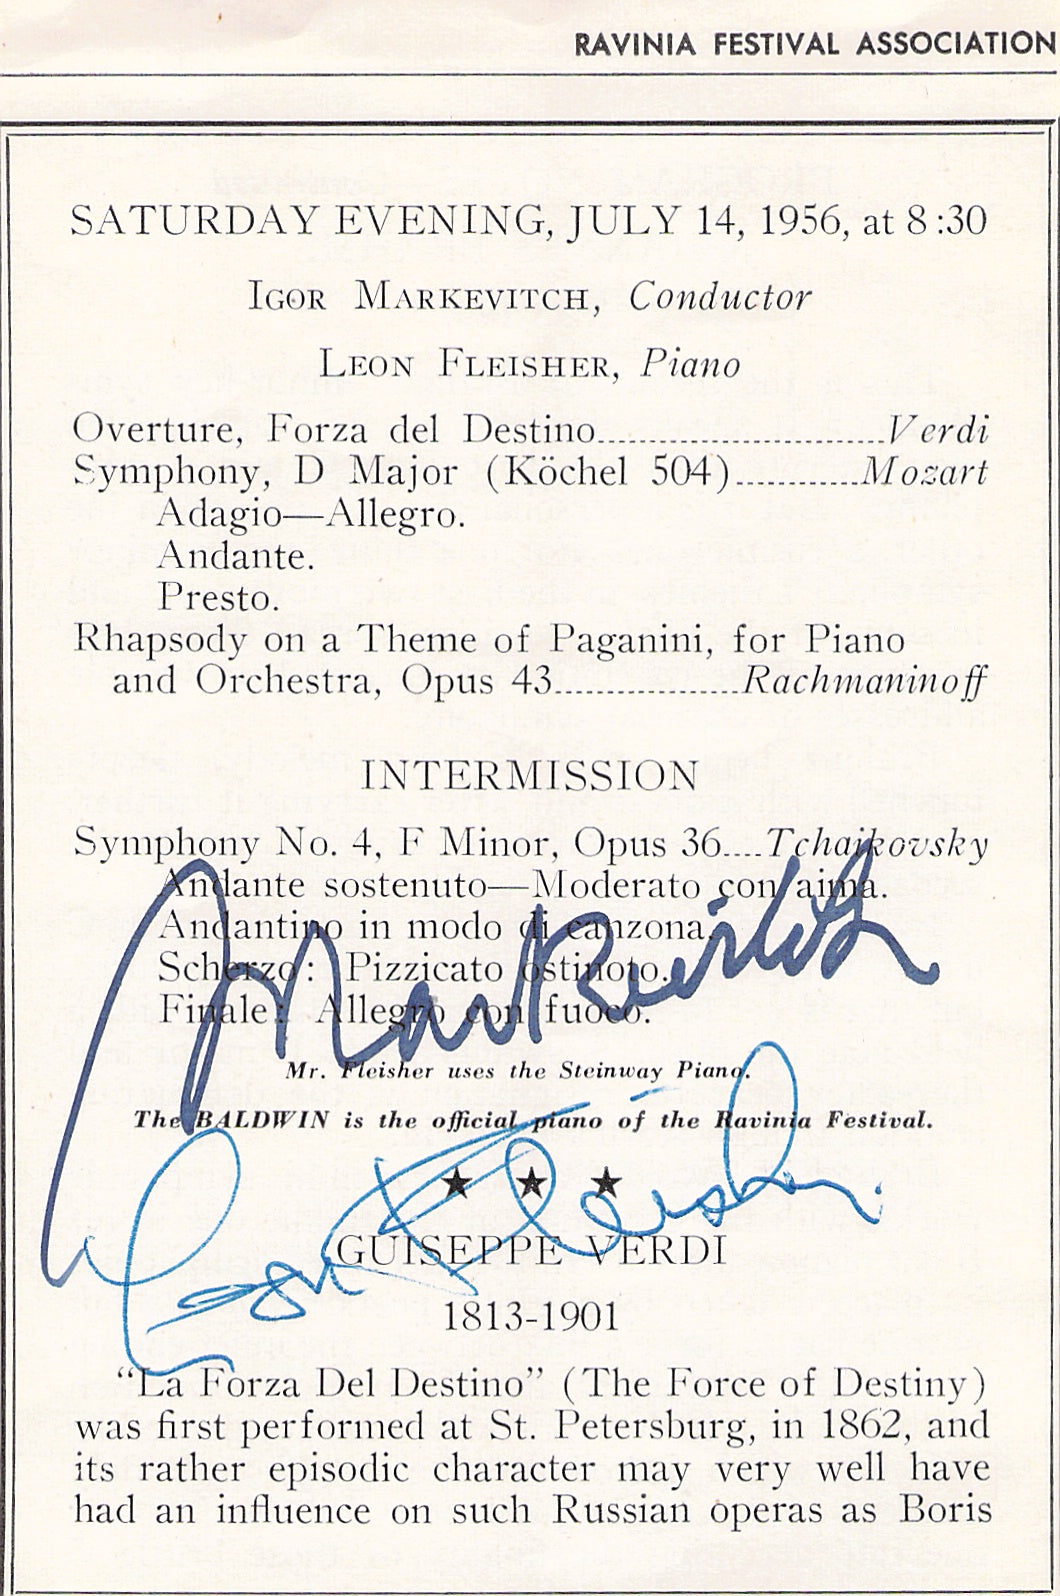 RAVINIA FESTIVAL ASSOCIATION
SATURDAY EVENING, JULY 14, 1956, at 8:30
IGOR MARKEVITCH, Conductor
LEON FLEISHER, Piano
Overture, Forza del Destino............................Verdi
Symphony, D Major (Köchel 504)............Mozart
Adagio—Allegro.
Andante.
Presto.
Rhapsody on a Theme of Paganini, for Piano
and Orchestra, Opus 43..................Rachmaninoff
INTERMISSION
Symphony No. 4, F Minor, Opus 36....Tchaikovsky
Andante sostenuto—Moderato con aima.
Andantino in modo di canzona.
Scherzo: Pizzicato ostinoto.
Finale: Allegro con fuoco.
Markevitch
Mr. Fleisher uses the Steinway Piano.
The BALDWIN is the official piano of the Ravinia Festival.
Leon Fleisher
GUISEPPE VERDI
1813-1901
"La Forza Del Destino" (The Force of Destiny)
was first performed at St. Petersburg, in 1862, and
its rather episodic character may very well have
had an influence on such Russian operas as Boris